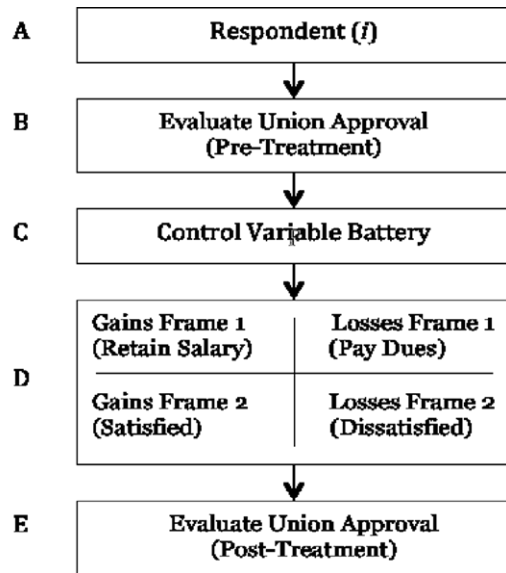 A
Respondent (i)
B
Evaluate Union Approval
(Pre-Treatment)
C
Control Variable Battery
D
Gains Frame 1
(Retain Salary)
Losses Frame 1
(Pay Dues)
Gains Frame 2
(Satisfied)
Losses Frame 2
(Dissatisfied)
E
Evaluate Union Approval
(Post-Treatment)